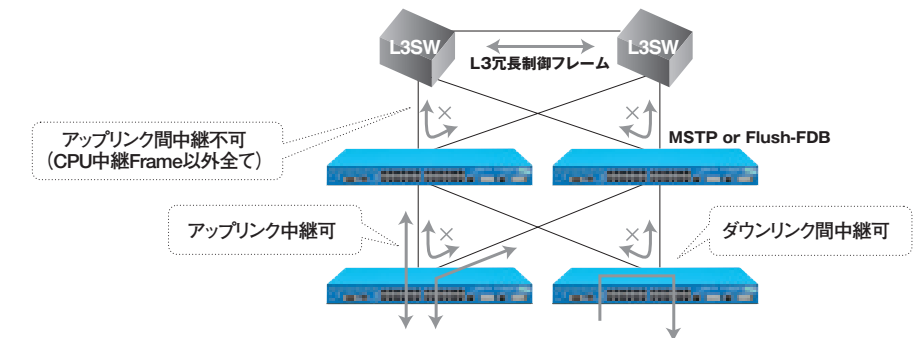 L3SW
L3SW
L3冗長制御フレーム
アップリンク間中継不可
（CPU中継Frame以外全て）
MSTP or Flush-FDB
アップリンク中継可
ダウンリンク間中継可